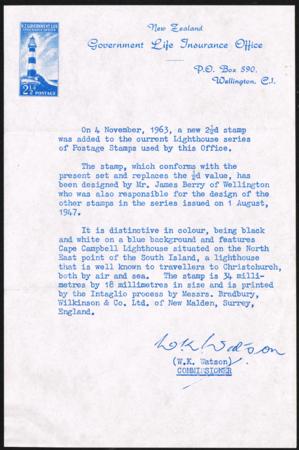 N.Z. GOVERNMENT LIFE
INSURANCE OFFICE
2½D POSTAGE
New Zealand
Government Life Insurance Office
P.O. Box 590,
Wellington, C.1.
On 4 November, 1963, a new 2½d stamp
was added to the current Lighthouse series
of Postage Stamps used by this Office.
The stamp, which conforms with the
present set and replaces the ½d value, has
been designed by Mr. James Berry of Wellington
who was also responsible for the design of the
other stamps in the series issued on 1 August,
1947.
It is distinctive in colour, being black
and white on a blue background and features
Cape Campbell Lighthouse situated on the North
East point of the South Island, a lighthouse
that is well known to travellers to Christchurch,
both by air and sea. The stamp is 34 milli-
metres by 18 millimetres in size and is printed
by the Intaglio process by Messrs. Bradbury,
Wilkinson & Co. Ltd. of New Malden, Surrey,
England.
WK Watson
(W.K. Watson)
COMMISSIONER